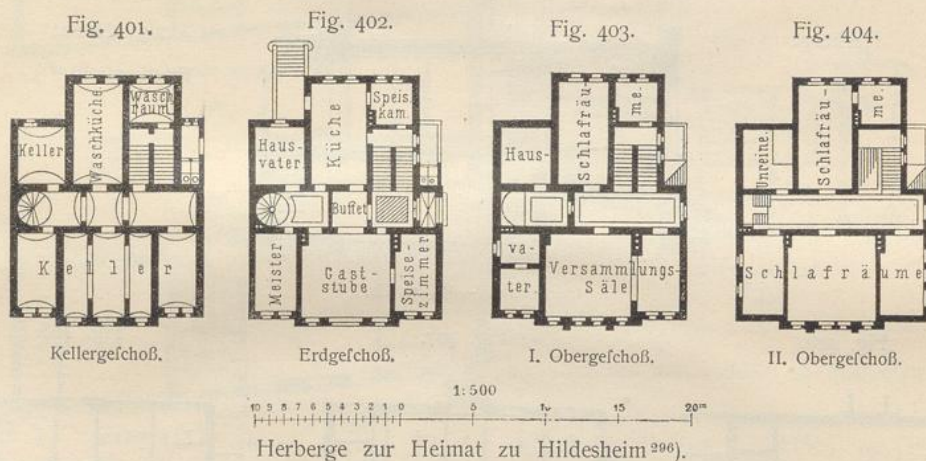 Fig. 401.
Fig. 402.
Fig. 403.
Fig. 404.
Keller
Waschküche
Wasch
raum
Keller
Kellergeſchoß.
Haus-
vater
Küche
Speis.
kam.
Buffet
Meister
Gast-
stube
Speise-
zimmer
Erdgeſchoß.
Haus-
Schlafräu-
me.
va-
ter.
Versammlungs-
Säle
I. Obergeſchoß.
Unreine.
Schlafräu-
me.
Schlafräume
II. Obergeſchoß.
1:500
10 9 8 7 6 5 4 3 2 1 0 5 10 15 20m
Herberge zur Heimat zu Hildesheim 296).